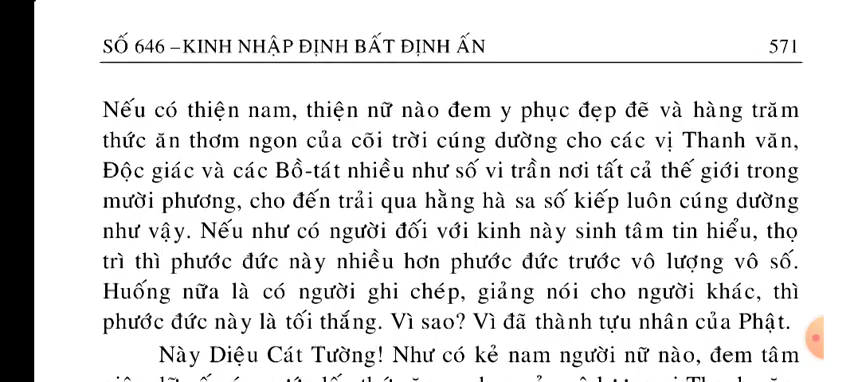 SỐ 646 – KINH NHẬP ĐỊNH BẤT ĐỊNH ẤN 571
Nếu có thiện nam, thiện nữ nào đem y phục đẹp đẽ và hàng trăm
thức ăn thơm ngon của cõi trời cúng dường cho các vị Thanh văn,
Độc giác và các Bồ-tát nhiều như số vi trần nơi tất cả thế giới trong
mười phương, cho đến trải qua hằng hà sa số kiếp luôn cúng dường
như vậy. Nếu như có người đối với kinh này sinh tâm tin hiểu, thọ
trì thì phước đức này nhiều hơn phước đức trước vô lượng vô số.
Huống nữa là có người ghi chép, giảng nói cho người khác, thì
phước đức này là tối thắng. Vì sao? Vì đã thành tựu nhân của Phật.
Này Diệu Cát Tường! Như có kẻ nam người nữ nào, đem tâm